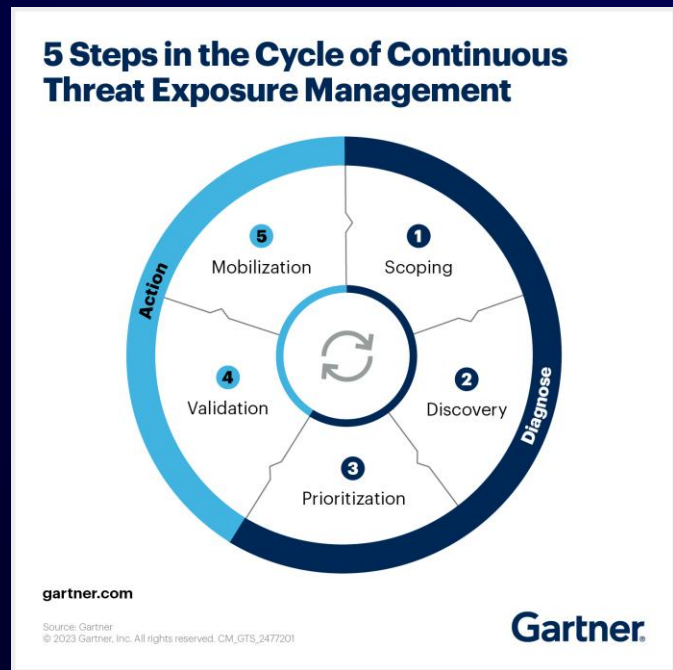 5 Steps in the Cycle of Continuous
Threat Exposure Management
5
Mobilization
1
Scoping
Action
4
Validation
2
Discovery
Diagnose
3
Prioritization
gartner.com
Source: Gartner
© 2023 Gartner, Inc. All rights reserved. CM_GTS_2477201
Gartner®